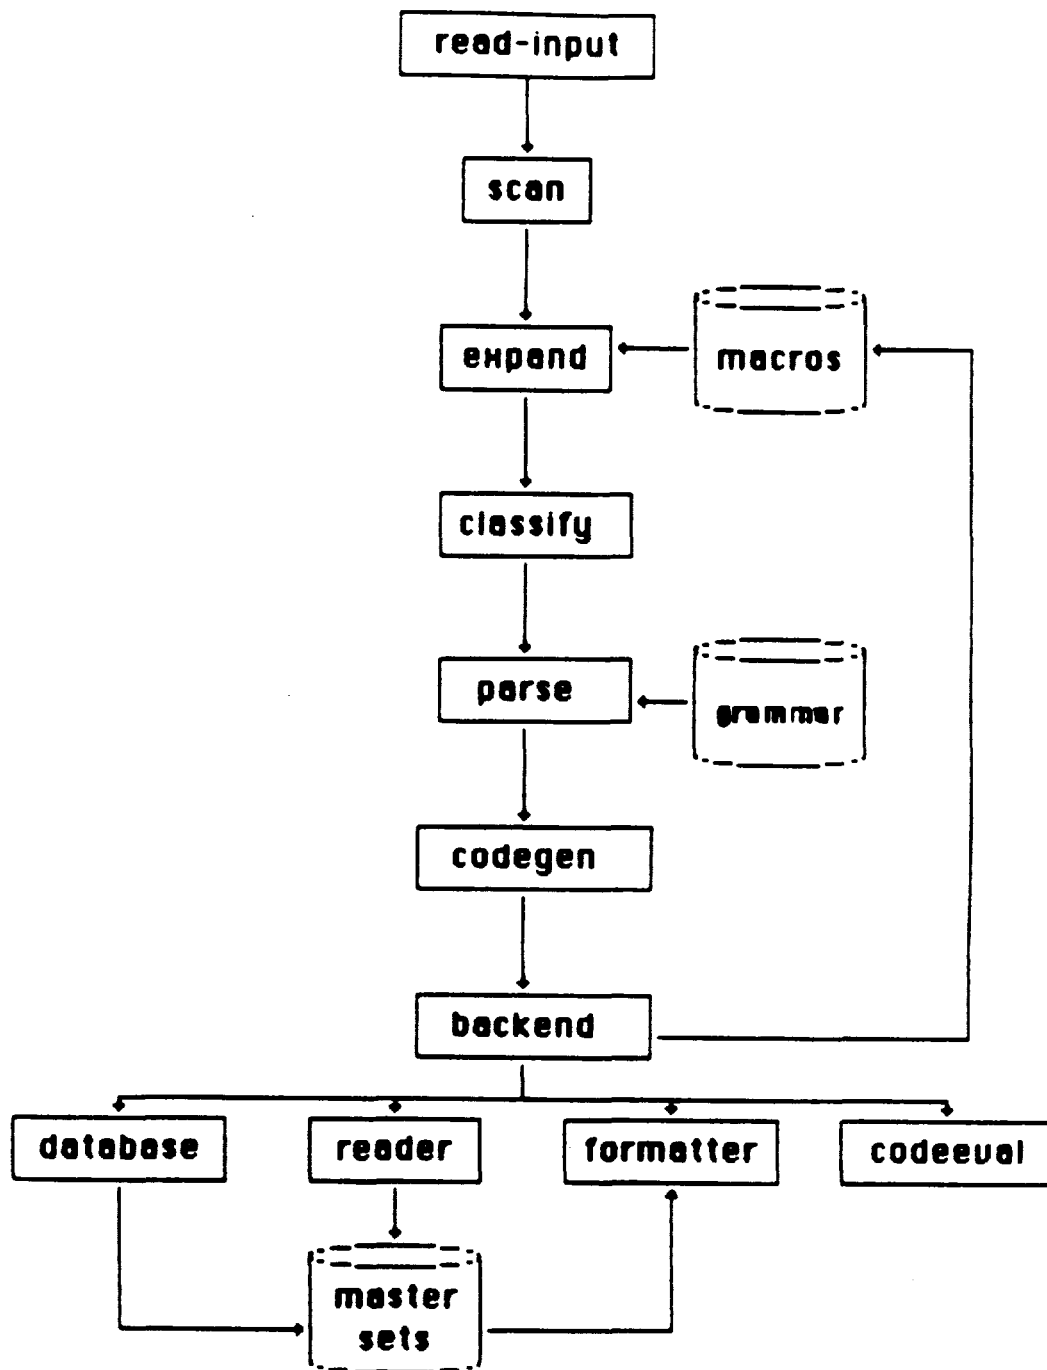 read-input
scan
expand
macros
classify
parse
grammar
codegen
backend
database
reader
formatter
codeeval
master
sets